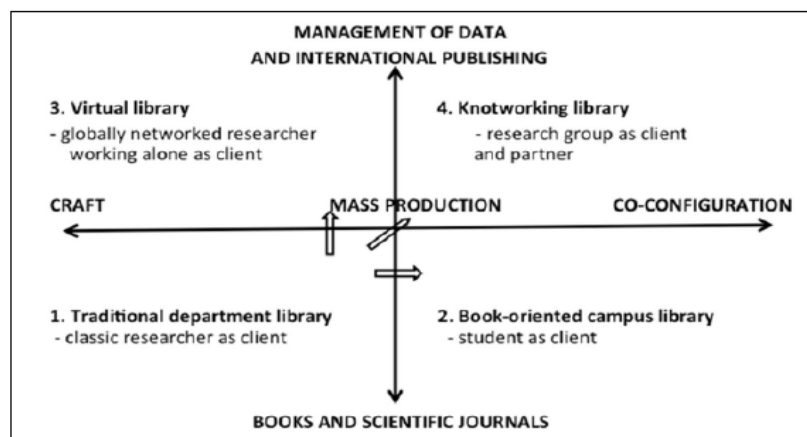 MANAGEMENT OF DATA
AND INTERNATIONAL PUBLISHING
3. Virtual library
- globally networked researcher
working alone as client
4. Knotworking library
- research group as client
and partner
CRAFT
MASS PRODUCTION
CO-CONFIGURATION
1. Traditional department library
- classic researcher as client
2. Book-oriented campus library
- student as client
BOOKS AND SCIENTIFIC JOURNALS